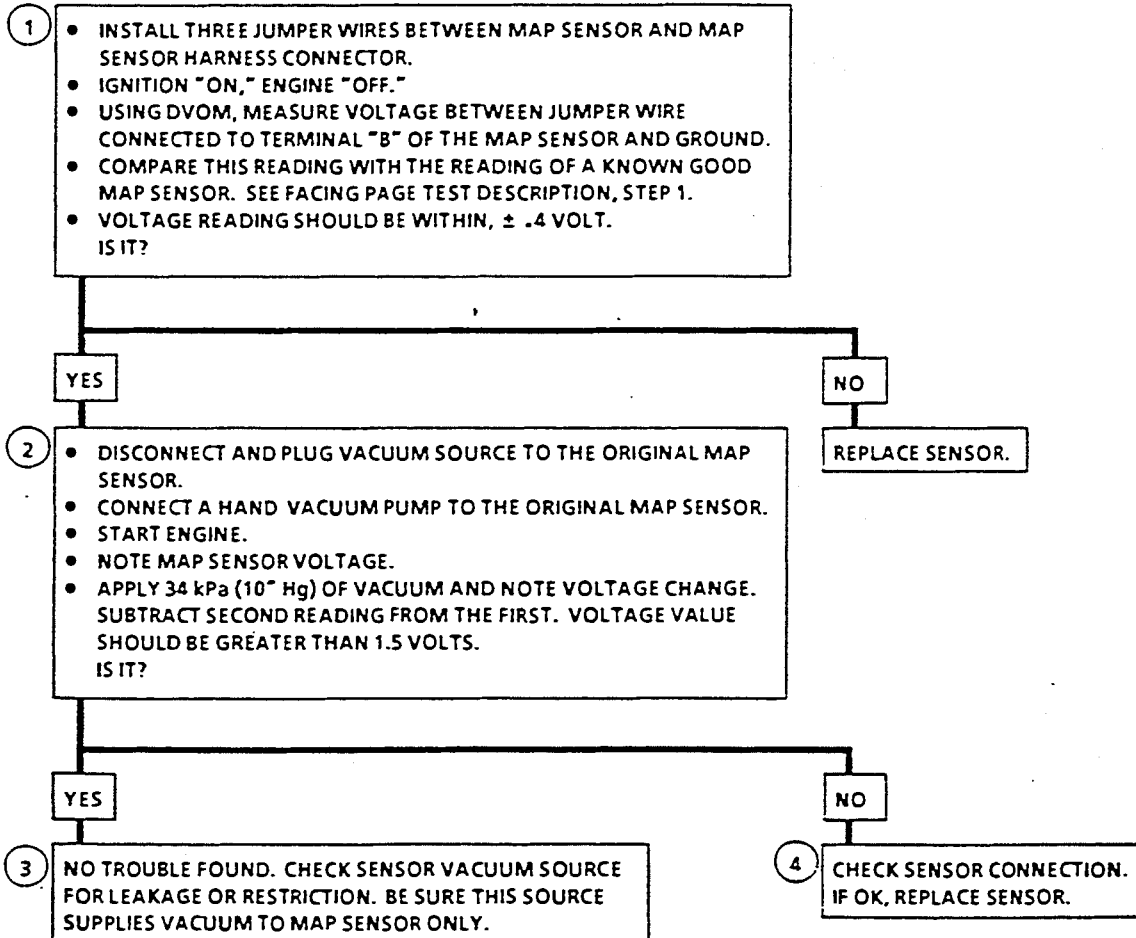 1
• INSTALL THREE JUMPER WIRES BETWEEN MAP SENSOR AND MAP
SENSOR HARNESS CONNECTOR.
• IGNITION "ON," ENGINE "OFF."
• USING DVOM, MEASURE VOLTAGE BETWEEN JUMPER WIRE
CONNECTED TO TERMINAL "B" OF THE MAP SENSOR AND GROUND.
• COMPARE THIS READING WITH THE READING OF A KNOWN GOOD
MAP SENSOR. SEE FACING PAGE TEST DESCRIPTION, STEP 1.
• VOLTAGE READING SHOULD BE WITHIN, ± .4 VOLT.
IS IT?
YES
NO
2
• DISCONNECT AND PLUG VACUUM SOURCE TO THE ORIGINAL MAP
SENSOR.
• CONNECT A HAND VACUUM PUMP TO THE ORIGINAL MAP SENSOR.
• START ENGINE.
• NOTE MAP SENSOR VOLTAGE.
• APPLY 34 kPa (10" Hg) OF VACUUM AND NOTE VOLTAGE CHANGE.
SUBTRACT SECOND READING FROM THE FIRST. VOLTAGE VALUE
SHOULD BE GREATER THAN 1.5 VOLTS.
IS IT?
REPLACE SENSOR.
YES
NO
3
NO TROUBLE FOUND. CHECK SENSOR VACUUM SOURCE
FOR LEAKAGE OR RESTRICTION. BE SURE THIS SOURCE
SUPPLIES VACUUM TO MAP SENSOR ONLY.
4
CHECK SENSOR CONNECTION.
IF OK, REPLACE SENSOR.